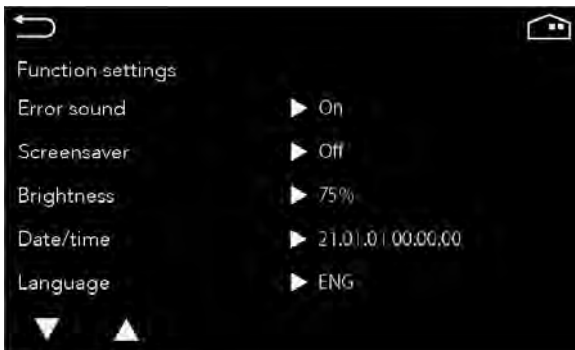 Function settings
Error sound ▶ On
Screensaver ▶ Off
Brightness ▶ 75%
Date/time ▶ 21.01.01 00.00.00
Language ▶ ENG